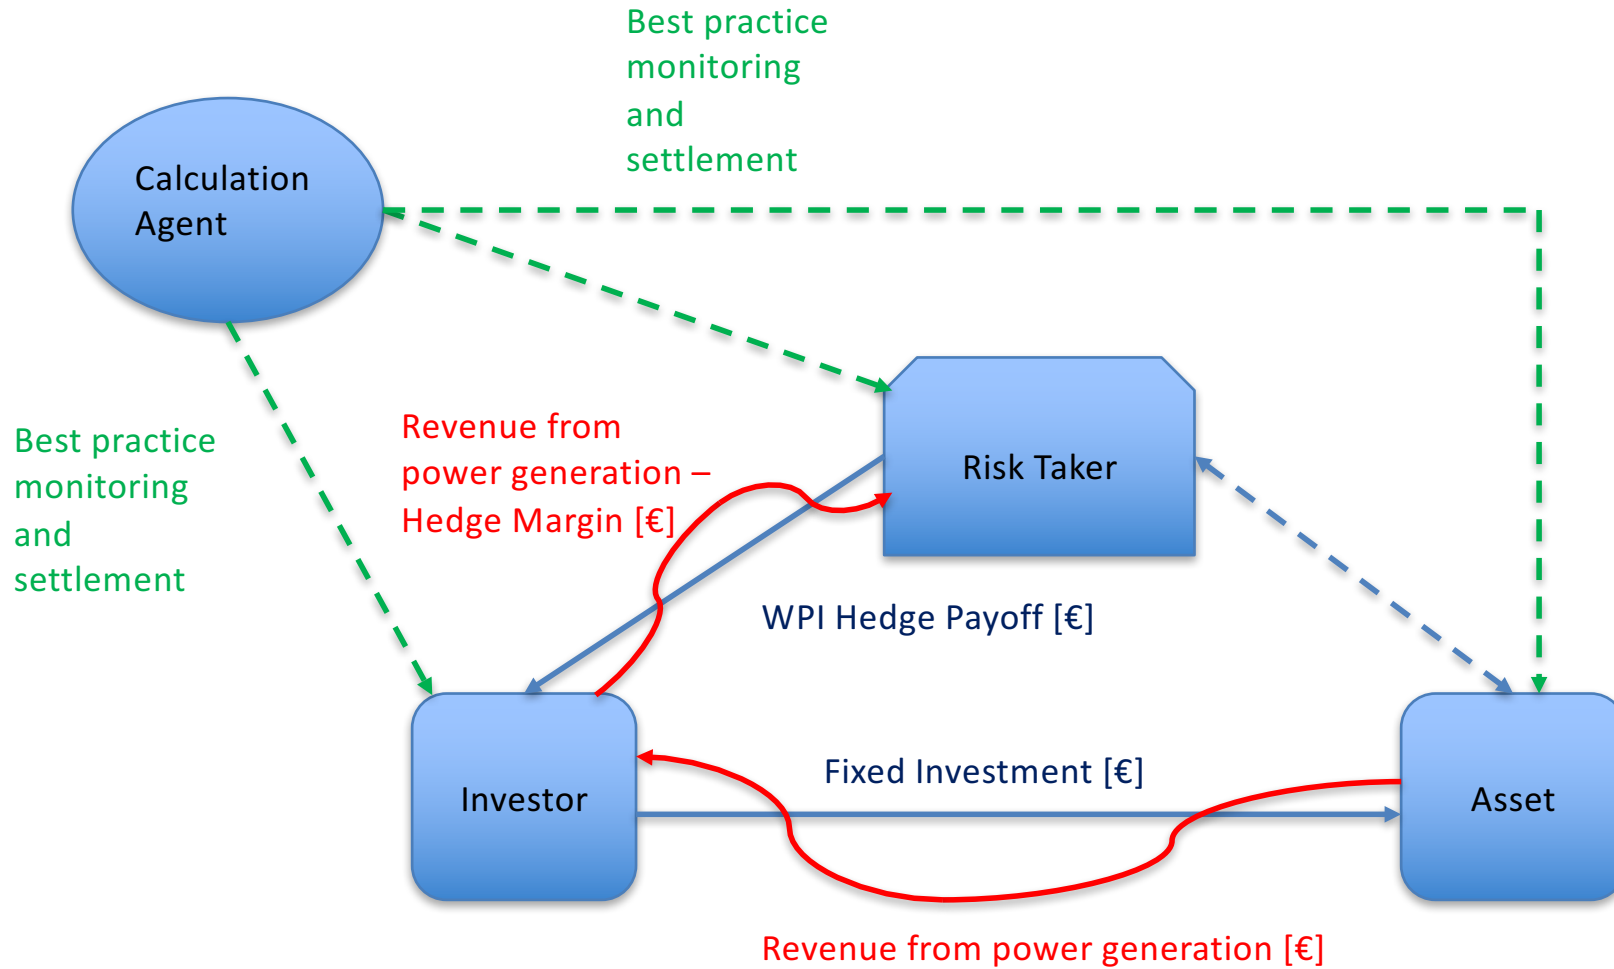 Best practice
monitoring
and
settlement
Calculation
Agent
Revenue from
power generation –
Hedge Margin [€]
Best practice
monitoring
and
settlement
Risk Taker
WPI Hedge Payoff [€]
Fixed Investment [€]
Investor
Asset
Revenue from power generation [€]